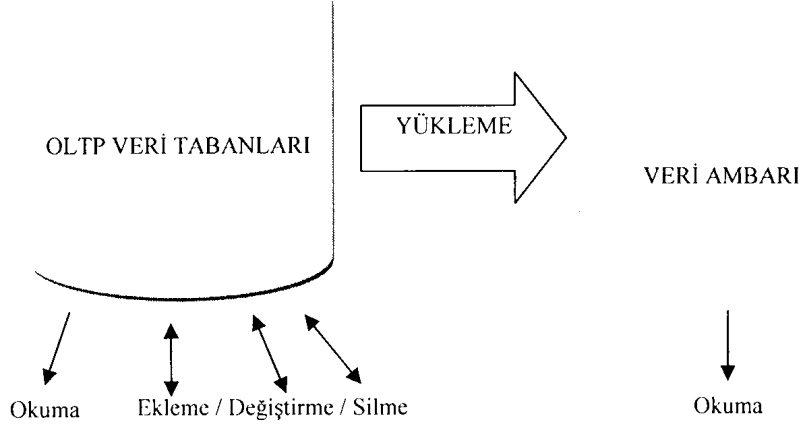 OLTP VERİ TABANLARI
YÜKLEME
VERİ AMBARI
Okuma
Ekleme / Değiştirme / Silme
Okuma